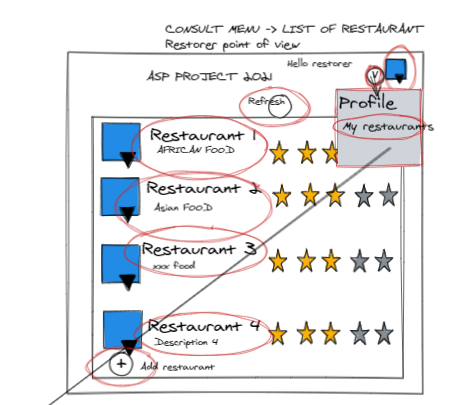 CONSULT MENU -> LIST OF RESTAURANT
Restorer point of view
Hello restorer
ASP PROJECT 2021
V
Refresh
Profile
My restaurants
Restaurant 1
AFRICAN FOOD
Restaurant 2
Asian FOOD
Restaurant 3
xxx food
Restaurant 4
Description 4
+
Add restaurant